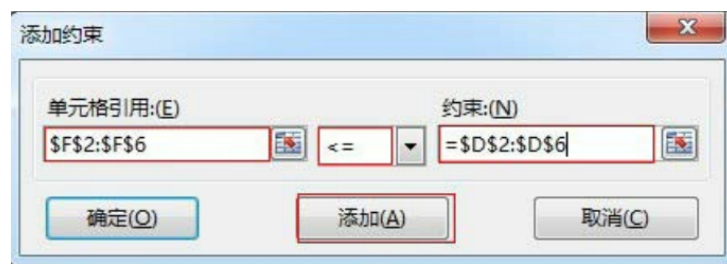 添加约束
单元格引用:(E)
约束:(N)
$F$2:$F$6
<=
=$D$2:$D$6
确定(O)
添加(A)
取消(C)